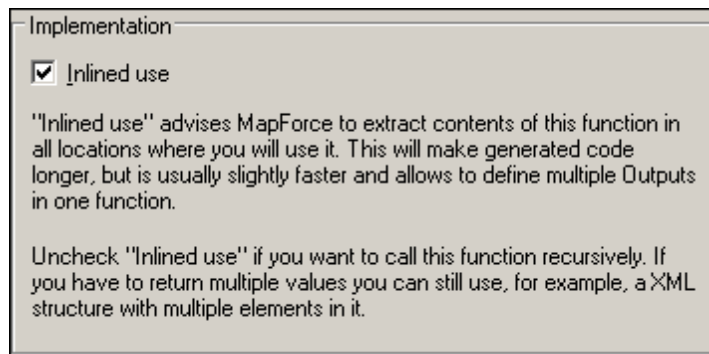 Implementation
Inlined use
"Inlined use" advises MapForce to extract contents of this function in
all locations where you will use it. This will make generated code
longer, but is usually slightly faster and allows to define multiple Outputs
in one function.
Uncheck "Inlined use" if you want to call this function recursively. If
you have to return multiple values you can still use, for example, a XML
structure with multiple elements in it.